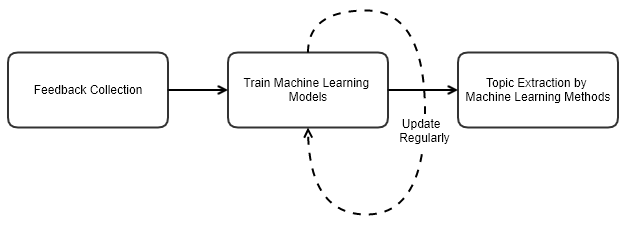 Feedback Collection
Train Machine Learning
Models
Topic Extraction by
Machine Learning Methods
Update
Regularly